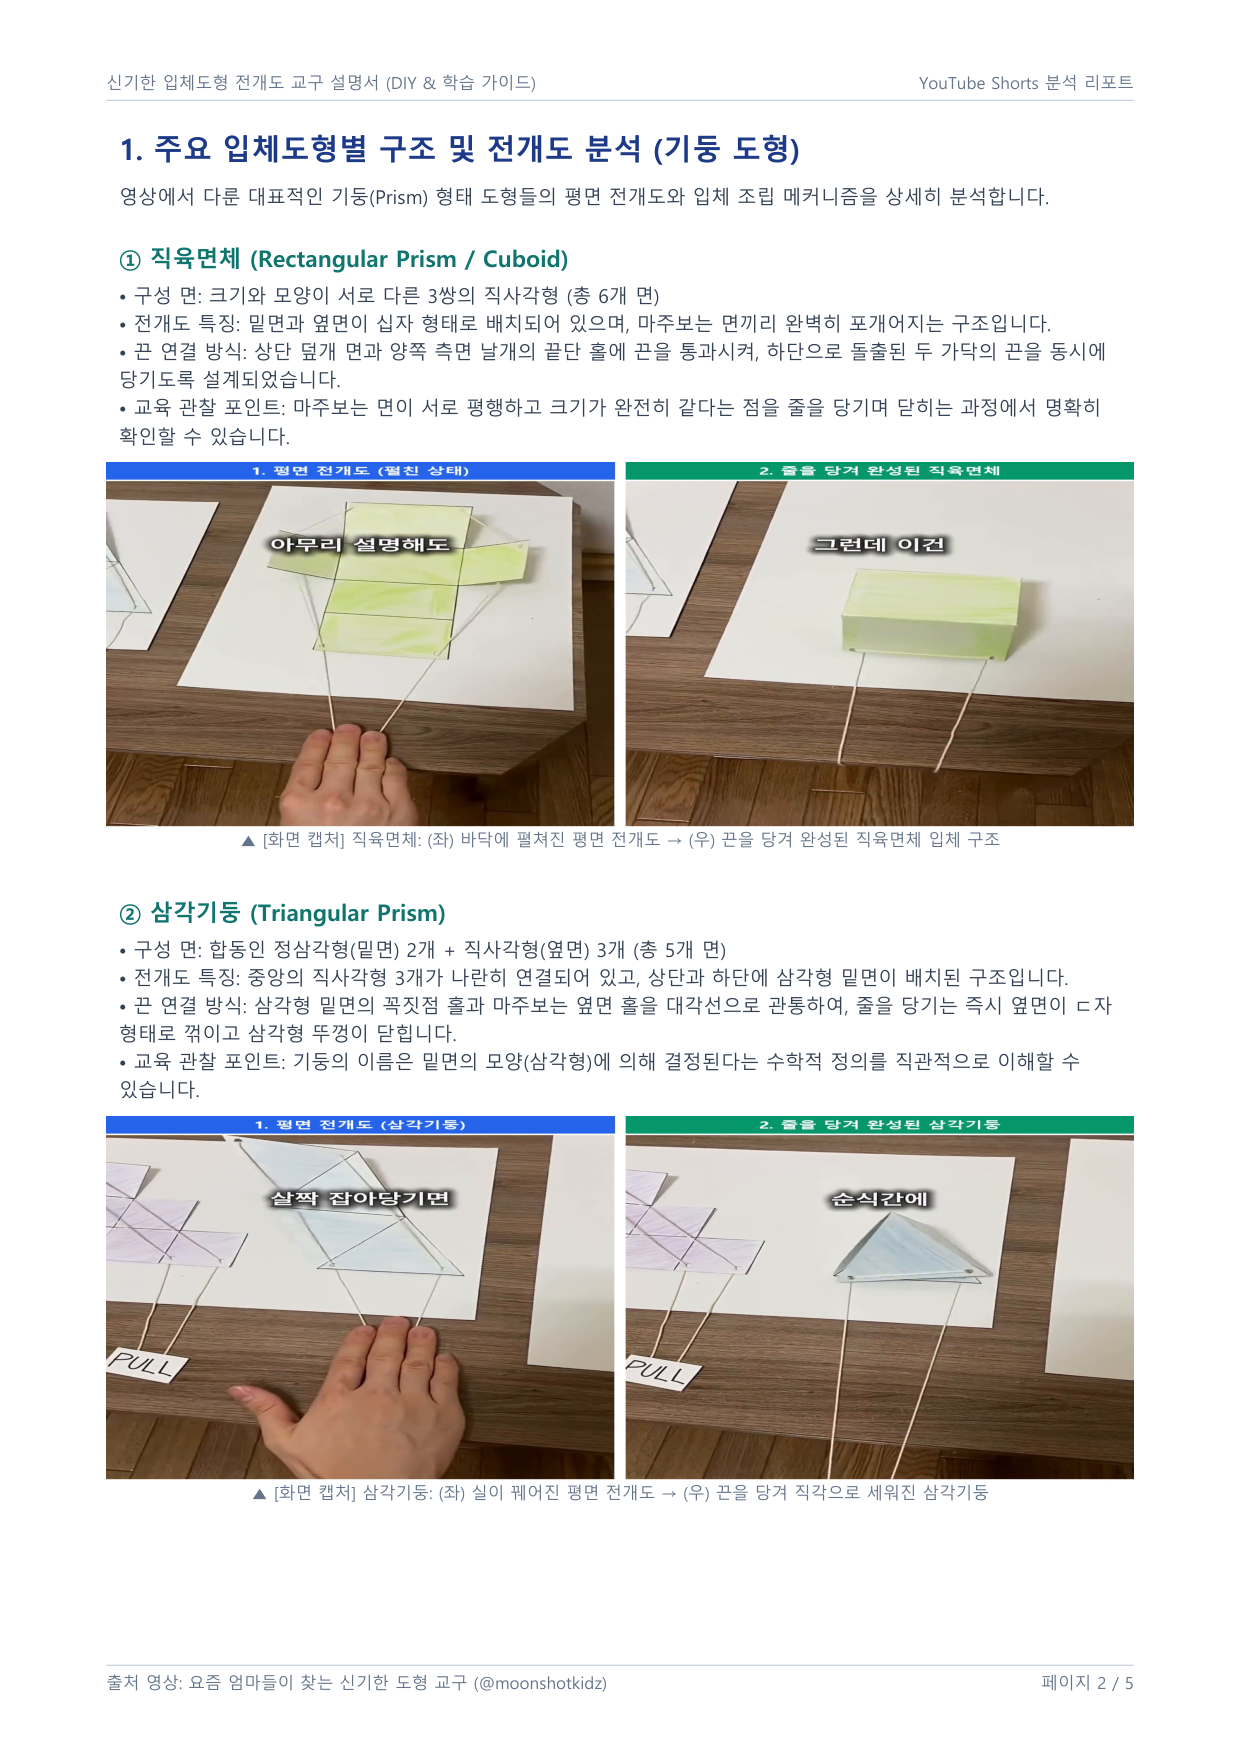 신기한 입체도형 전개도 교구 설명서 (DIY & 학습 가이드)
YouTube Shorts 분석 리포트
1. 주요 입체도형별 구조 및 전개도 분석 (기둥 도형)
영상에서 다룬 대표적인 기둥(Prism) 형태 도형들의 평면 전개도와 입체 조립 메커니즘을 상세히 분석합니다.
① 직육면체 (Rectangular Prism / Cuboid)
• 구성 면: 크기와 모양이 서로 다른 3쌍의 직사각형 (총 6개 면)
• 전개도 특징: 밑면과 옆면이 십자 형태로 배치되어 있으며, 마주보는 면끼리 완벽히 포개어지는 구조입니다.
• 끈 연결 방식: 상단 덮개 면과 양쪽 측면 날개의 끝단 홀에 끈을 통과시켜, 하단으로 돌출된 두 가닥의 끈을 동시에
당기도록 설계되었습니다.
• 교육 관찰 포인트: 마주보는 면이 서로 평행하고 크기가 완전히 같다는 점을 줄을 당기며 닫히는 과정에서 명확히
확인할 수 있습니다.
1. 평면 전개도 (펼친 상태)
2. 줄을 당겨 완성된 직육면체
아무리 설명해도
그런데 이건
▲ [화면 캡처] 직육면체: (좌) 바닥에 펼쳐진 평면 전개도 → (우) 끈을 당겨 완성된 직육면체 입체 구조
② 삼각기둥 (Triangular Prism)
• 구성 면: 합동인 정삼각형(밑면) 2개 + 직사각형(옆면) 3개 (총 5개 면)
• 전개도 특징: 중앙의 직사각형 3개가 나란히 연결되어 있고, 상단과 하단에 삼각형 밑면이 배치된 구조입니다.
• 끈 연결 방식: 삼각형 밑면의 꼭짓점 홀과 마주보는 옆면 홀을 대각선으로 관통하여, 줄을 당기는 즉시 옆면이 ㄷ자
형태로 꺾이고 삼각형 뚜껑이 닫힙니다.
• 교육 관찰 포인트: 기둥의 이름은 밑면의 모양(삼각형)에 의해 결정된다는 수학적 정의를 직관적으로 이해할 수
있습니다.
1. 평면 전개도 (삼각기둥)
2. 줄을 당겨 완성된 삼각기둥
살짝 잡아당기면
순식간에
PULL
PULL
▲ [화면 캡처] 삼각기둥: (좌) 실이 꿰어진 평면 전개도 → (우) 끈을 당겨 직각으로 세워진 삼각기둥
출처 영상: 요즘 엄마들이 찾는 신기한 도형 교구 (@moonshotkidz)
페이지 2 / 5